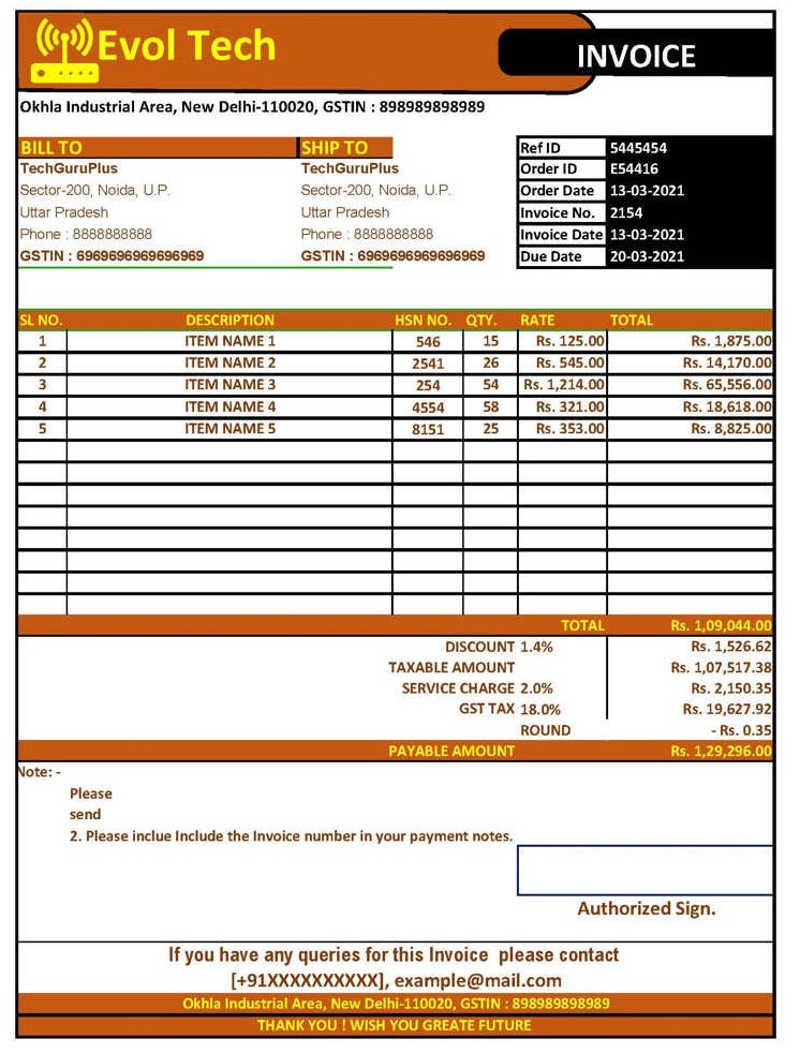 Evol Tech
INVOICE
Okhla Industrial Area, New Delhi-110020, GSTIN : 898989898989
BILL TO SHIP TO
TechGuruPlus TechGuruPlus
Sector-200, Noida, U.P. Sector-200, Noida, U.P.
Uttar Pradesh Uttar Pradesh
Phone : 8888888888 Phone : 8888888888
GSTIN : 6969696969696969 GSTIN : 6969696969696969
Ref ID 5445454
Order ID E54416
Order Date 13-03-2021
Invoice No. 2154
Invoice Date 13-03-2021
Due Date 20-03-2021
SL NO. DESCRIPTION HSN NO. QTY. RATE TOTAL
1 ITEM NAME 1 546 15 Rs. 125.00 Rs. 1,875.00
2 ITEM NAME 2 2541 26 Rs. 545.00 Rs. 14,170.00
3 ITEM NAME 3 254 54 Rs. 1,214.00 Rs. 65,556.00
4 ITEM NAME 4 4554 58 Rs. 321.00 Rs. 18,618.00
5 ITEM NAME 5 8151 25 Rs. 353.00 Rs. 8,825.00
TOTAL Rs. 1,09,044.00
DISCOUNT 1.4% Rs. 1,526.62
TAXABLE AMOUNT Rs. 1,07,517.38
SERVICE CHARGE 2.0% Rs. 2,150.35
GST TAX 18.0% Rs. 19,627.92
ROUND - Rs. 0.35
PAYABLE AMOUNT Rs. 1,29,296.00
Note: -
Please
send
2. Please inclue Include the Invoice number in your payment notes.
Authorized Sign.
If you have any queries for this Invoice please contact
[+91XXXXXXXXXX], example@mail.com
Okhla Industrial Area, New Delhi-110020, GSTIN : 898989898989
THANK YOU ! WISH YOU GREATE FUTURE